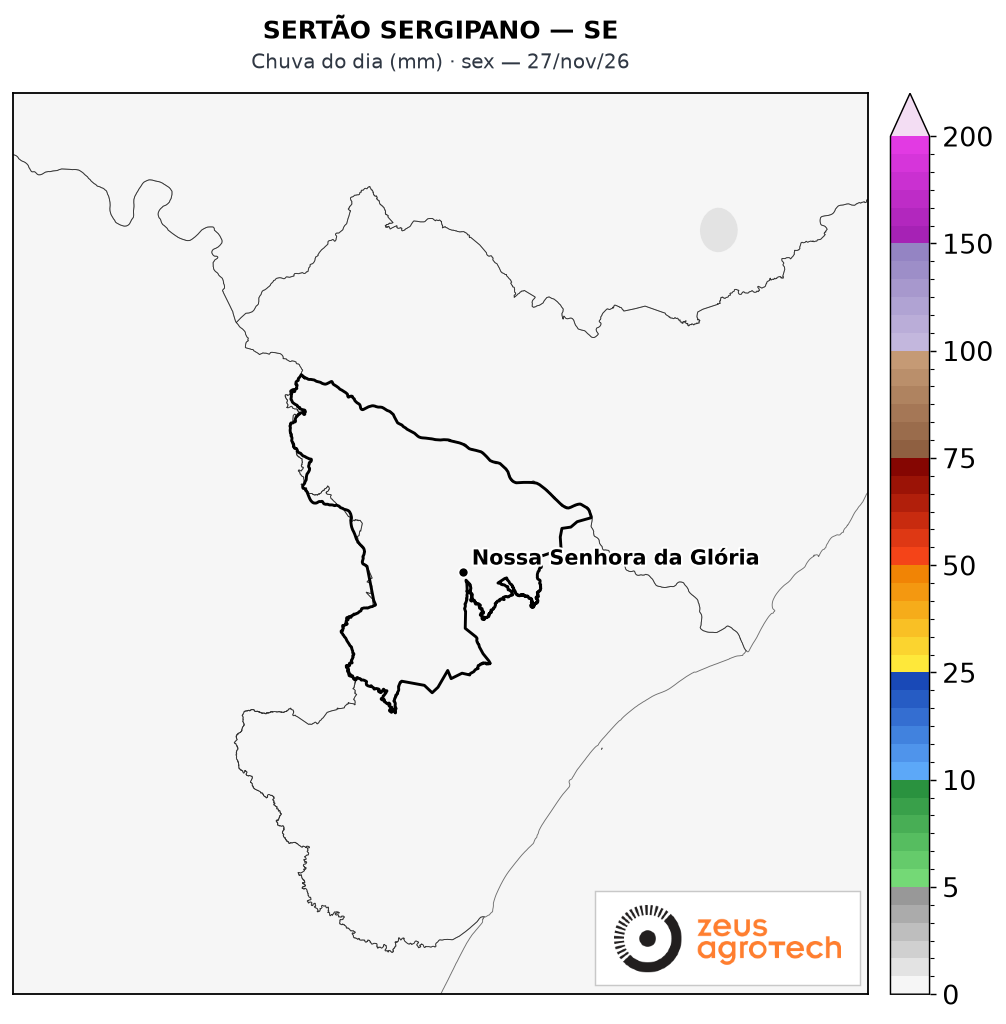 SERTÃO SERGIPANO — SE
Chuva do dia (mm) · sex — 27/nov/26
200
150
100
75
50
25
10
5
0
Nossa Senhora da Glória
zeus
agrotech